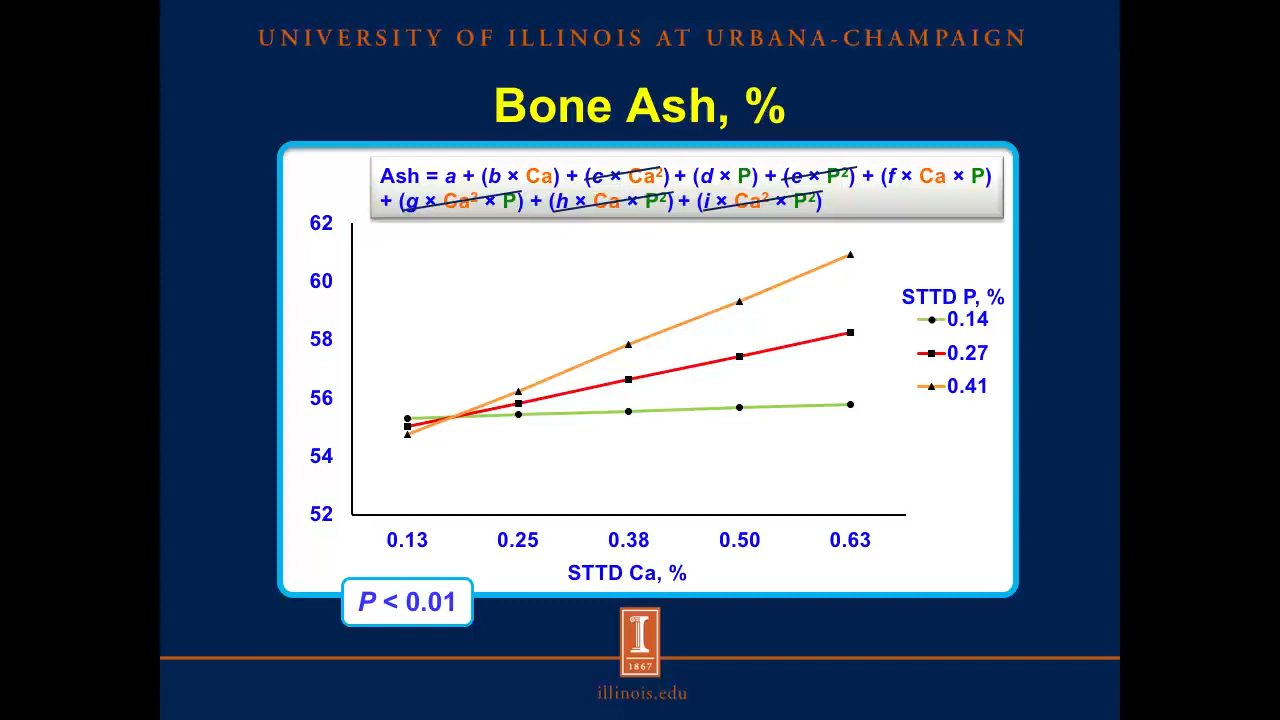 UNIVERSITY OF ILLINOIS AT URBANA-CHAMPAIGN
Bone Ash, %
Ash = a + (b × Ca) + (c × Ca²) + (d × P) + (e × P²) + (f × Ca × P)
+ (g × Ca² × P) + (h × Ca × P²) + (i × Ca² × P²)
62
60
58
56
54
52
STTD P, %
0.14
0.27
0.41
0.13 0.25 0.38 0.50 0.63
STTD Ca, %
P < 0.01
I
1867
illinois.edu